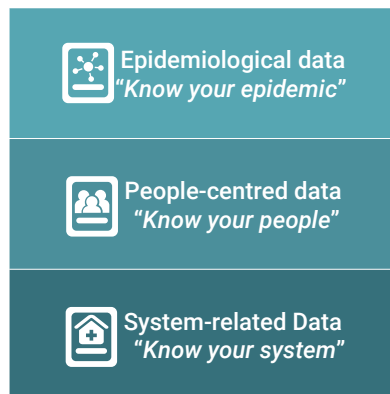 Epidemiological data
“Know your epidemic”
People-centred data
“Know your people”
System-related Data
“Know your system”